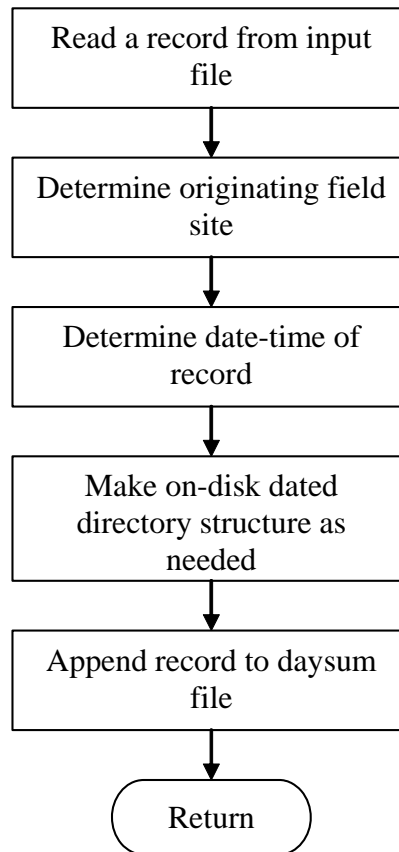 Read a record from input
file
Determine originating field
site
Determine date-time of
record
Make on-disk dated
directory structure as
needed
Append record to daysum
file
Return